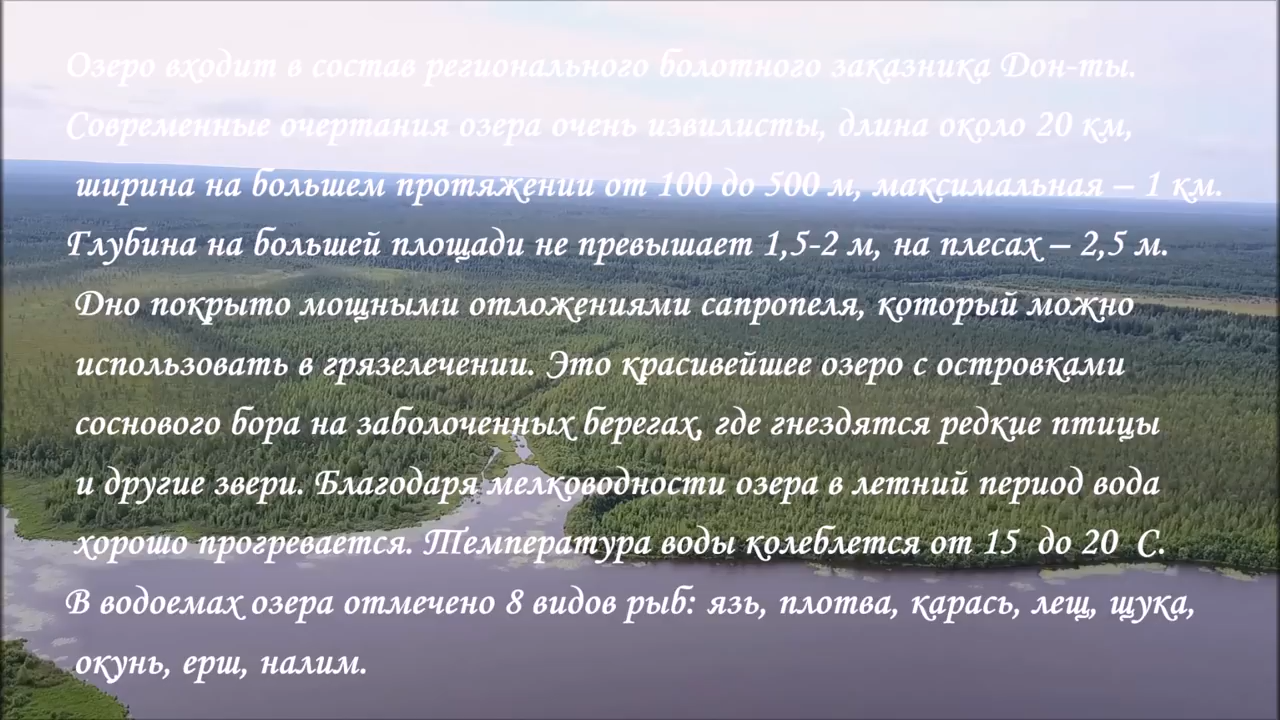 Озеро входит в состав регионального болотного заказника Дон-ты.
Современные очертания озера очень извилисты, длина около 20 км,
ширина на большем протяжении от 100 до 500 м, максимальная – 1 км.
Глубина на большей площади не превышает 1,5-2 м, на плесах – 2,5 м.
Дно покрыто мощными отложениями сапропеля, который можно
использовать в грязелечении. Это красивейшее озеро с островками
соснового бора на заболоченных берегах, где гнездятся редкие птицы
и другие звери. Благодаря мелководности озера в летний период вода
хорошо прогревается. Температура воды колеблется от 15 до 20 С.
В водоемах озера отмечено 8 видов рыб: язь, плотва, карась, лещ, щука,
окунь, ерш, налим.